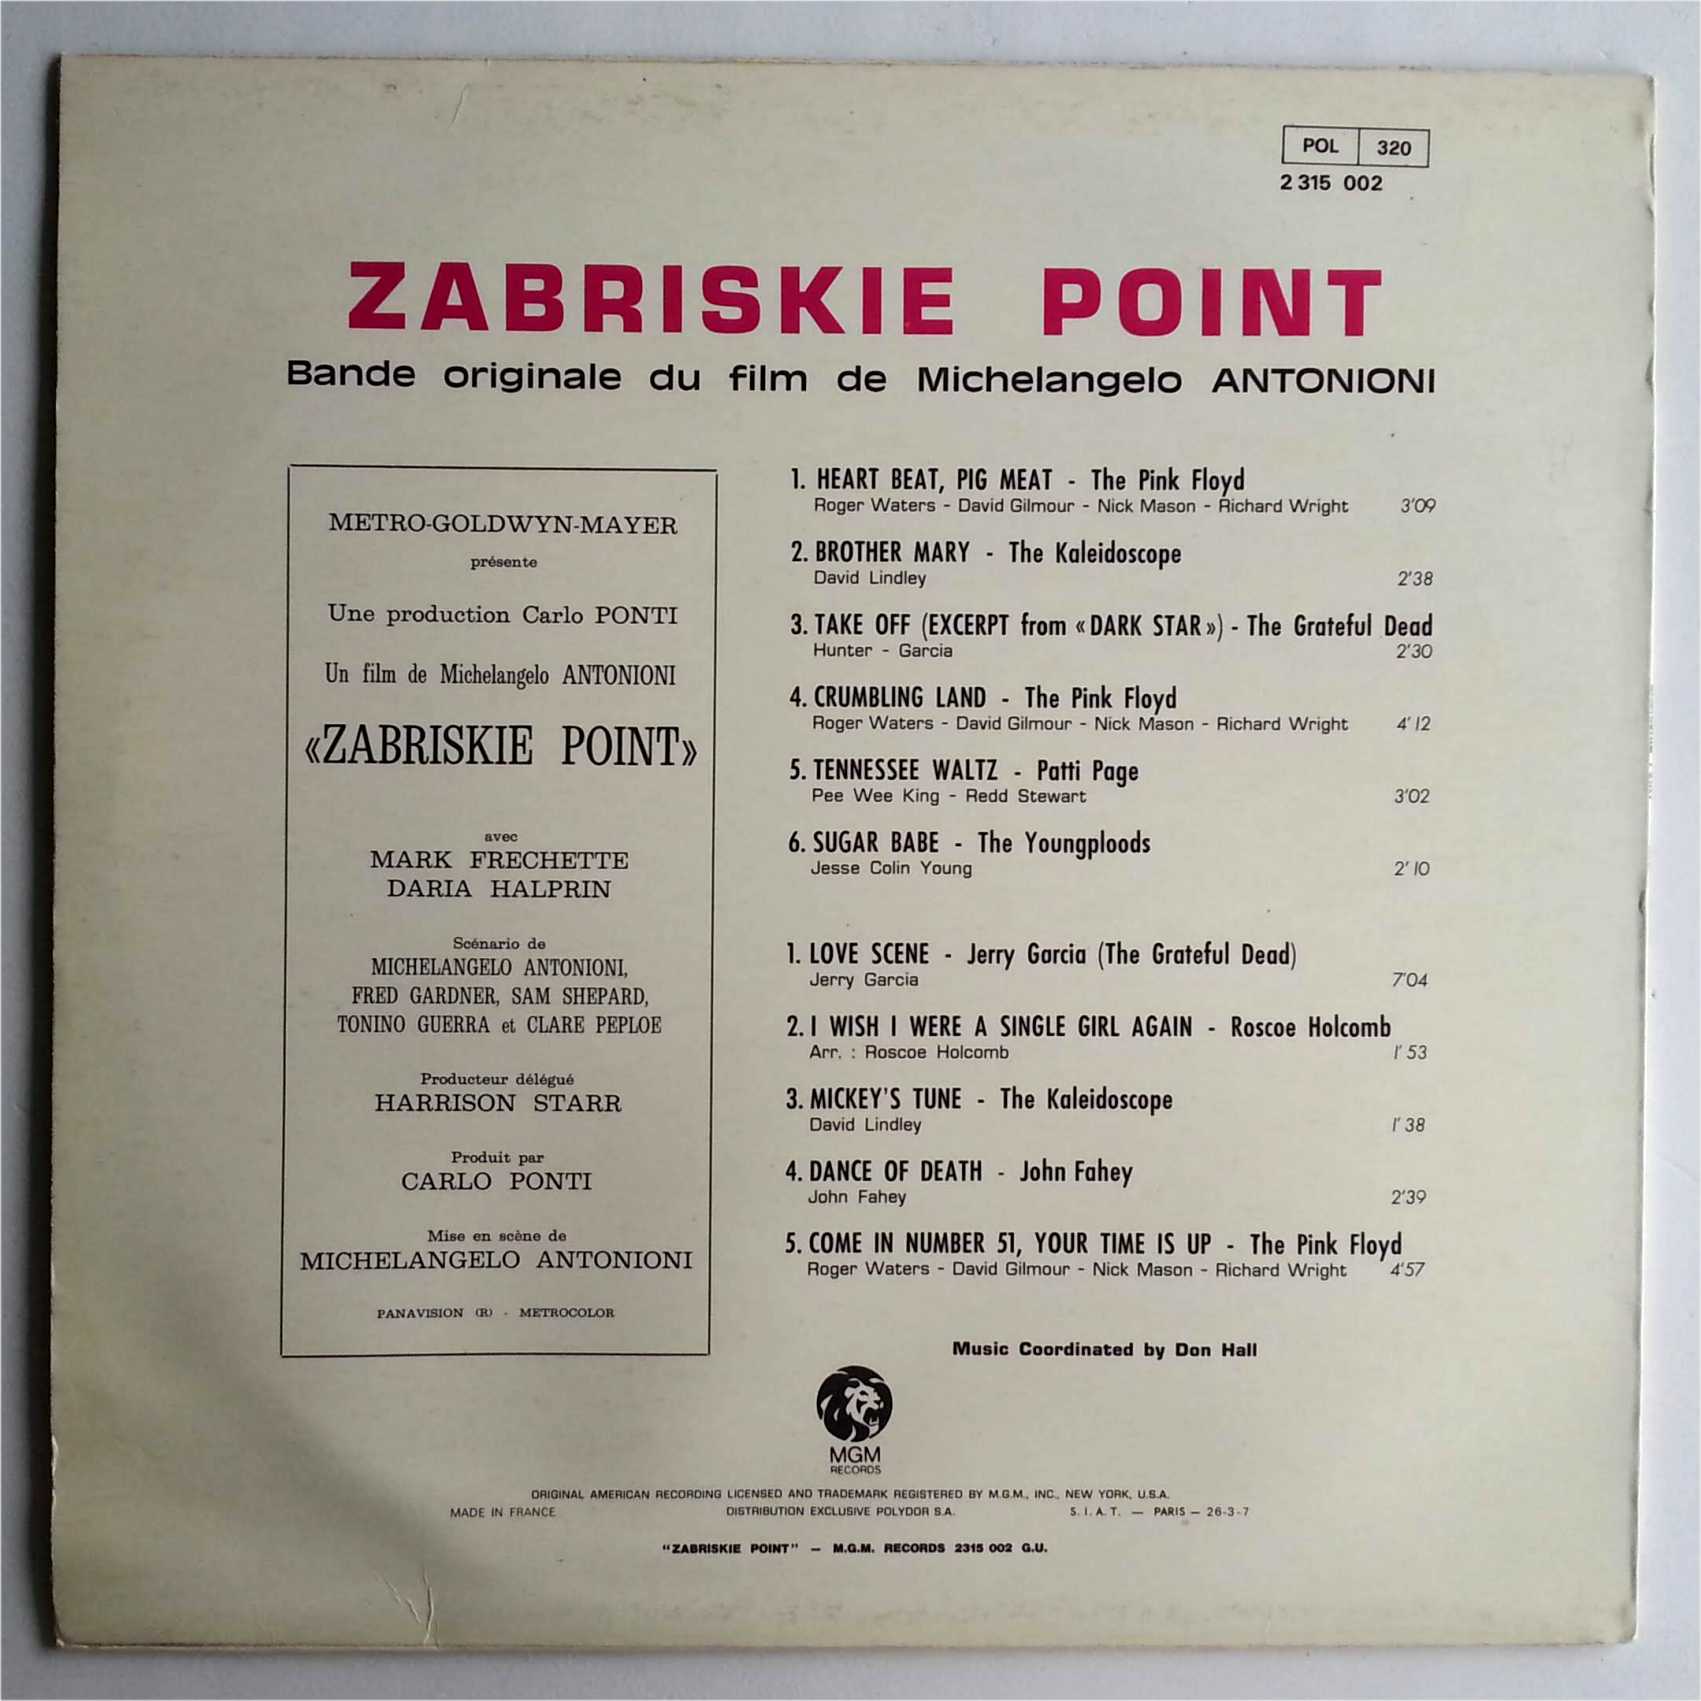 POL 320
2 315 002
ZABRISKIE POINT
Bande originale du film de Michelangelo ANTONIONI
METRO-GOLDWYN-MAYER
présente
Une production Carlo PONTI
Un film de Michelangelo ANTONIONI
«ZABRISKIE POINT»
avec
MARK FRECHETTE
DARIA HALPRIN
Scénario de
MICHELANGELO ANTONIONI,
FRED GARDNER, SAM SHEPARD,
TONINO GUERRA et CLARE PEPLOE
Producteur délégué
HARRISON STARR
Produit par
CARLO PONTI
Mise en scène de
MICHELANGELO ANTONIONI
PANAVISION (R) - METROCOLOR
1. HEART BEAT, PIG MEAT - The Pink Floyd
Roger Waters - David Gilmour - Nick Mason - Richard Wright 3'09
2. BROTHER MARY - The Kaleidoscope
David Lindley 2'38
3. TAKE OFF (EXCERPT from «DARK STAR») - The Grateful Dead
Hunter - Garcia 2'30
4. CRUMBLING LAND - The Pink Floyd
Roger Waters - David Gilmour - Nick Mason - Richard Wright 4'12
5. TENNESSEE WALTZ - Patti Page
Pee Wee King - Redd Stewart 3'02
6. SUGAR BABE - The Youngploods
Jesse Colin Young 2'10
1. LOVE SCENE - Jerry Garcia (The Grateful Dead)
Jerry Garcia 7'04
2. I WISH I WERE A SINGLE GIRL AGAIN - Roscoe Holcomb
Arr. : Roscoe Holcomb 1'53
3. MICKEY'S TUNE - The Kaleidoscope
David Lindley 1'38
4. DANCE OF DEATH - John Fahey
John Fahey 2'39
5. COME IN NUMBER 51, YOUR TIME IS UP - The Pink Floyd
Roger Waters - David Gilmour - Nick Mason - Richard Wright 4'57
Music Coordinated by Don Hall
MGM
RECORDS
ORIGINAL AMERICAN RECORDING LICENSED AND TRADEMARK REGISTERED BY M.G.M., INC., NEW YORK, U.S.A.
MADE IN FRANCE DISTRIBUTION EXCLUSIVE POLYDOR S.A. S.I.A.T. — PARIS — 26-3-7
"ZABRISKIE POINT" — M.G.M. RECORDS 2315 002 G.U.